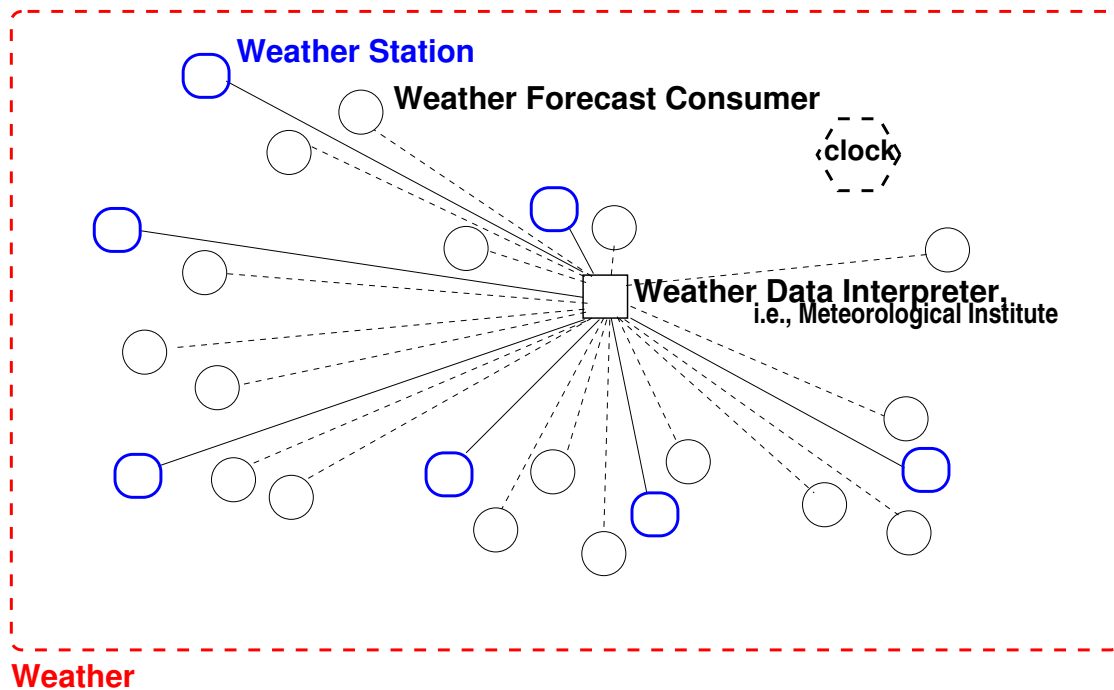 Weather Station
Weather Forecast Consumer
clock
Weather Data Interpreter,
i.e., Meteorological Institute
Weather